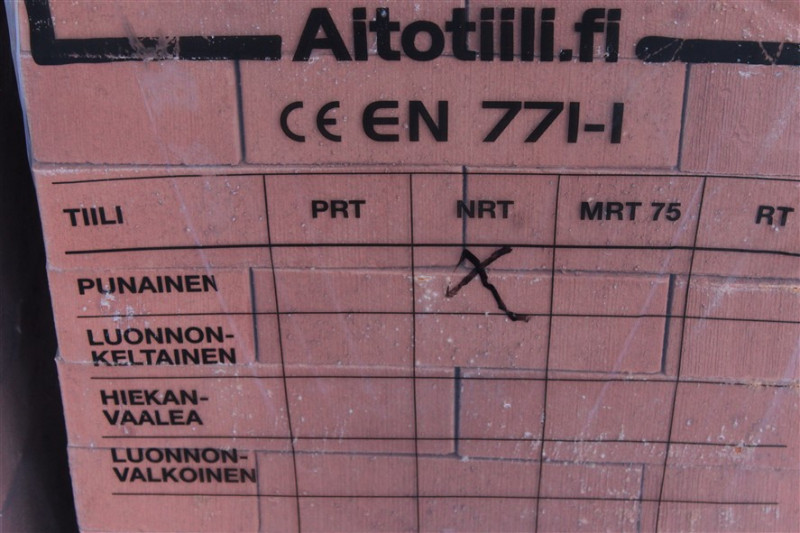 Aitotiili.fi
CE EN 771-1
TIILI PRT NRT MRT 75 RT
PUNAINEN X
LUONNON-
KELTAINEN
HIEKAN-
VAALEA
LUONNON-
VALKOINEN